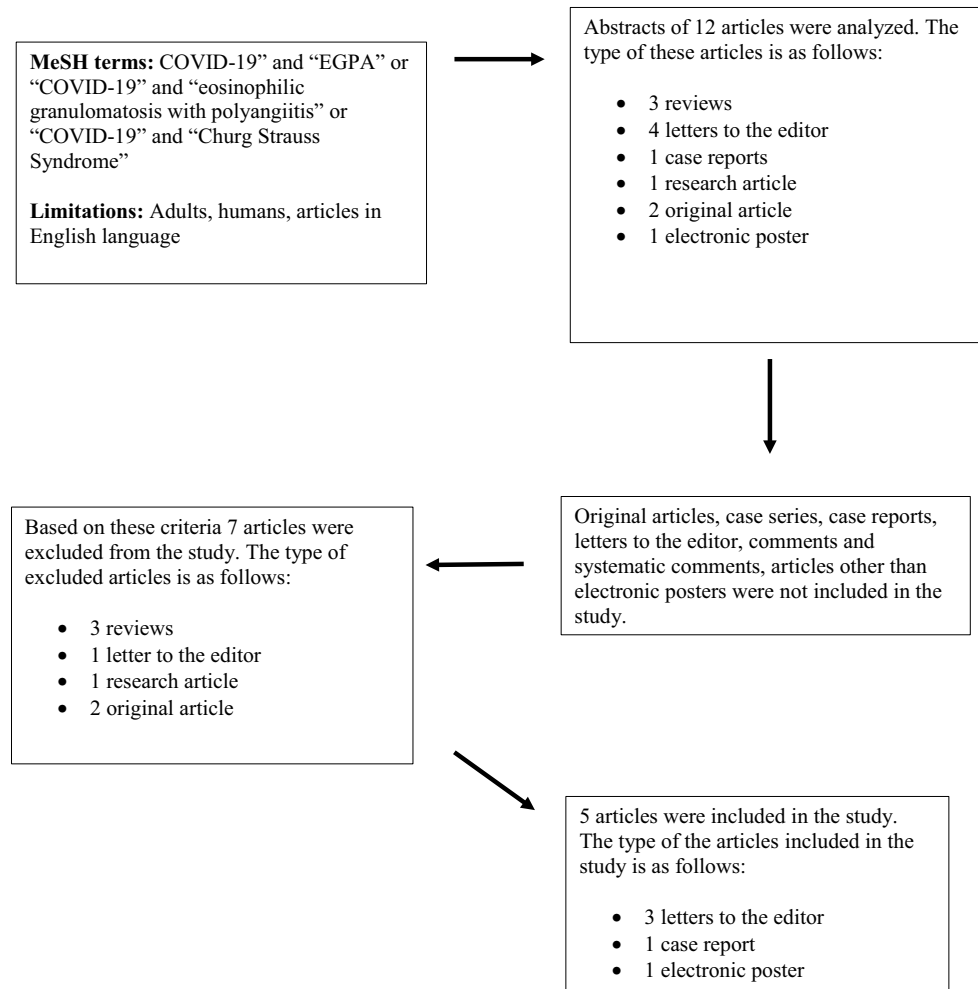 MeSH terms: COVID-19” and “EGPA” or
“COVID-19” and “eosinophilic
granulomatosis with polyangiitis” or
“COVID-19” and “Churg Strauss
Syndrome”
Limitations: Adults, humans, articles in
English language
Abstracts of 12 articles were analyzed. The
type of these articles is as follows:
• 3 reviews
• 4 letters to the editor
• 1 case reports
• 1 research article
• 2 original article
• 1 electronic poster
Original articles, case series, case reports,
letters to the editor, comments and
systematic comments, articles other than
electronic posters were not included in the
study.
Based on these criteria 7 articles were
excluded from the study. The type of
excluded articles is as follows:
• 3 reviews
• 1 letter to the editor
• 1 research article
• 2 original article
5 articles were included in the study.
The type of the articles included in the
study is as follows:
• 3 letters to the editor
• 1 case report
• 1 electronic poster